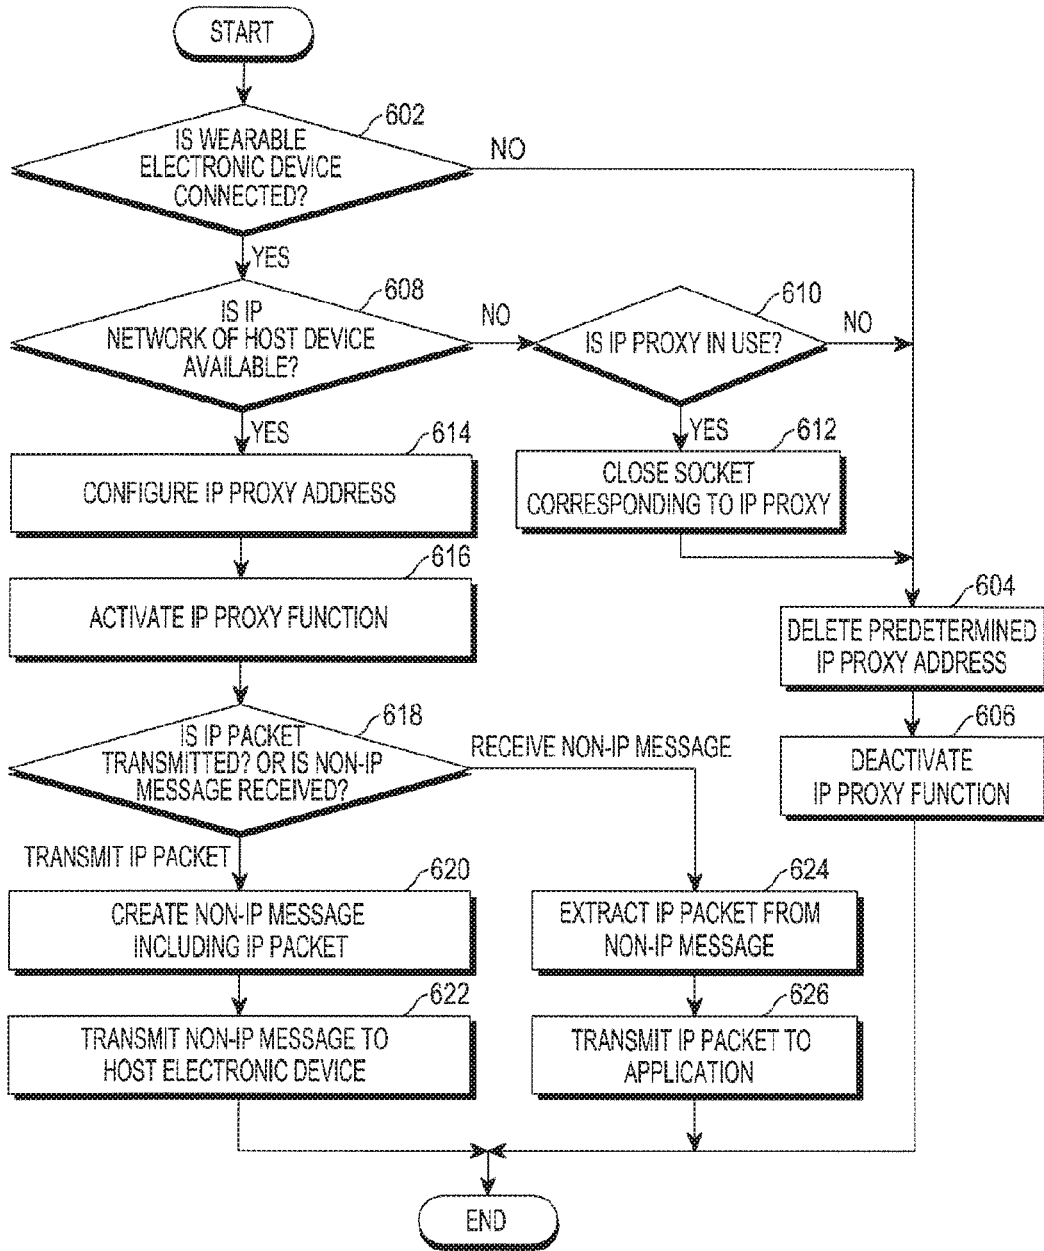 START
602
IS WEARABLE
ELECTRONIC DEVICE
CONNECTED?
NO
YES
608
IS IP
NETWORK OF HOST DEVICE
AVAILABLE?
NO
610
IS IP PROXY IN USE?
NO
YES
614
CONFIGURE IP PROXY ADDRESS
YES
612
CLOSE SOCKET
CORRESPONDING TO IP PROXY
616
ACTIVATE IP PROXY FUNCTION
604
DELETE PREDETERMINED
IP PROXY ADDRESS
618
IS IP PACKET
TRANSMITTED? OR IS NON-IP
MESSAGE RECEIVED?
RECEIVE NON-IP MESSAGE
606
DEACTIVATE
IP PROXY FUNCTION
TRANSMIT IP PACKET
620
CREATE NON-IP MESSAGE
INCLUDING IP PACKET
624
EXTRACT IP PACKET FROM
NON-IP MESSAGE
622
TRANSMIT NON-IP MESSAGE TO
HOST ELECTRONIC DEVICE
626
TRANSMIT IP PACKET TO
APPLICATION
END